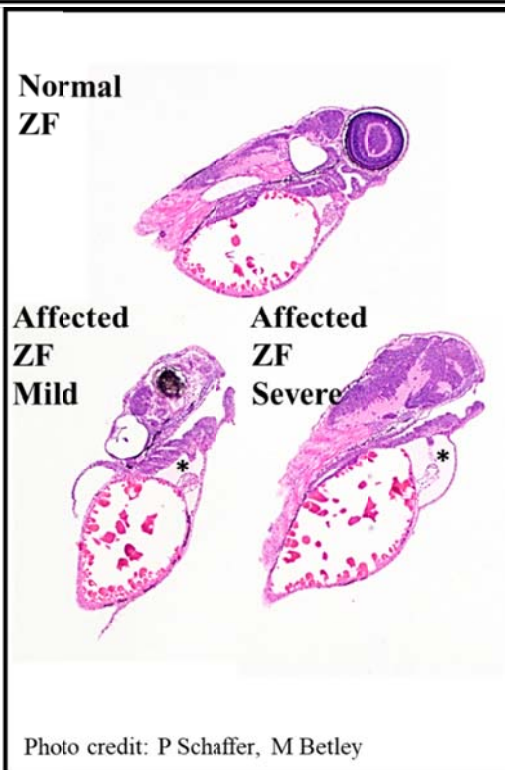 Normal
ZF
Affected
ZF
Mild
Affected
ZF
Severe
*
*
Photo credit: P Schaffer, M Betley